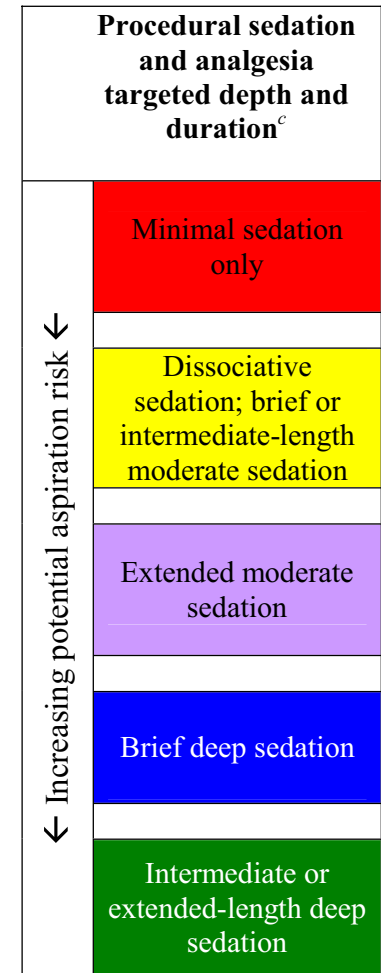 Procedural sedation
and analgesia
targeted depth and
durationᶜ
← Increasing potential aspiration risk ←
Minimal sedation
only
Dissociative
sedation; brief or
intermediate-length
moderate sedation
Extended moderate
sedation
Brief deep sedation
Intermediate or
extended-length deep
sedation